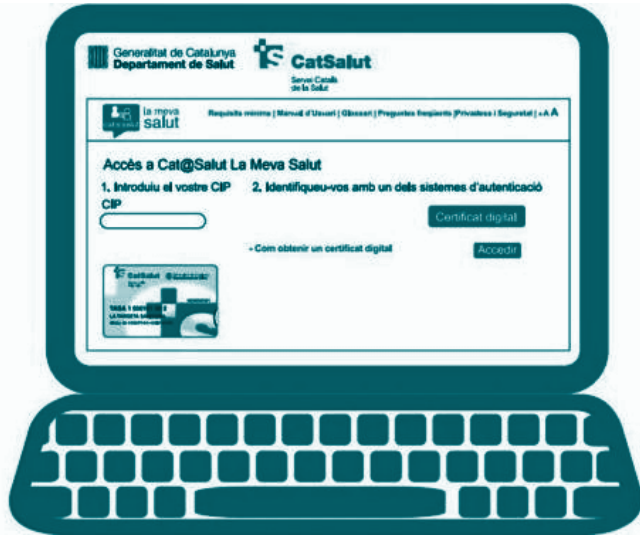 Generalitat de Catalunya
Departament de Salut
CatSalut
Servei Català
de la Salut
la meva
salut
Requisits mínims | Manual d'Usuari | Glossari | Preguntes freqüents | Privadesa i Seguretat | +A A
Accès a Cat@Salut La Meva Salut
1. Introduïu el vostre CIP
2. Identifiqueu-vos amb un dels sistemes d'autenticació
CIP
Certificat digital
- Com obtenir un certificat digital
Accedir
CatSalut